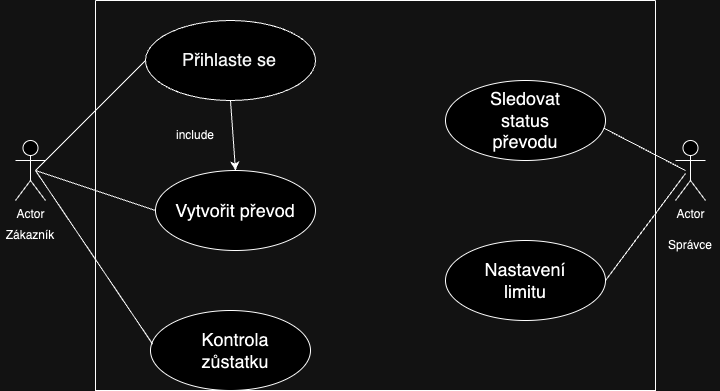 Přihlaste se
include
Vytvořit převod
Kontrola
zůstatku
Sledovat
status
převodu
Nastavení
limitu
Actor
Zákazník
Actor
Správce